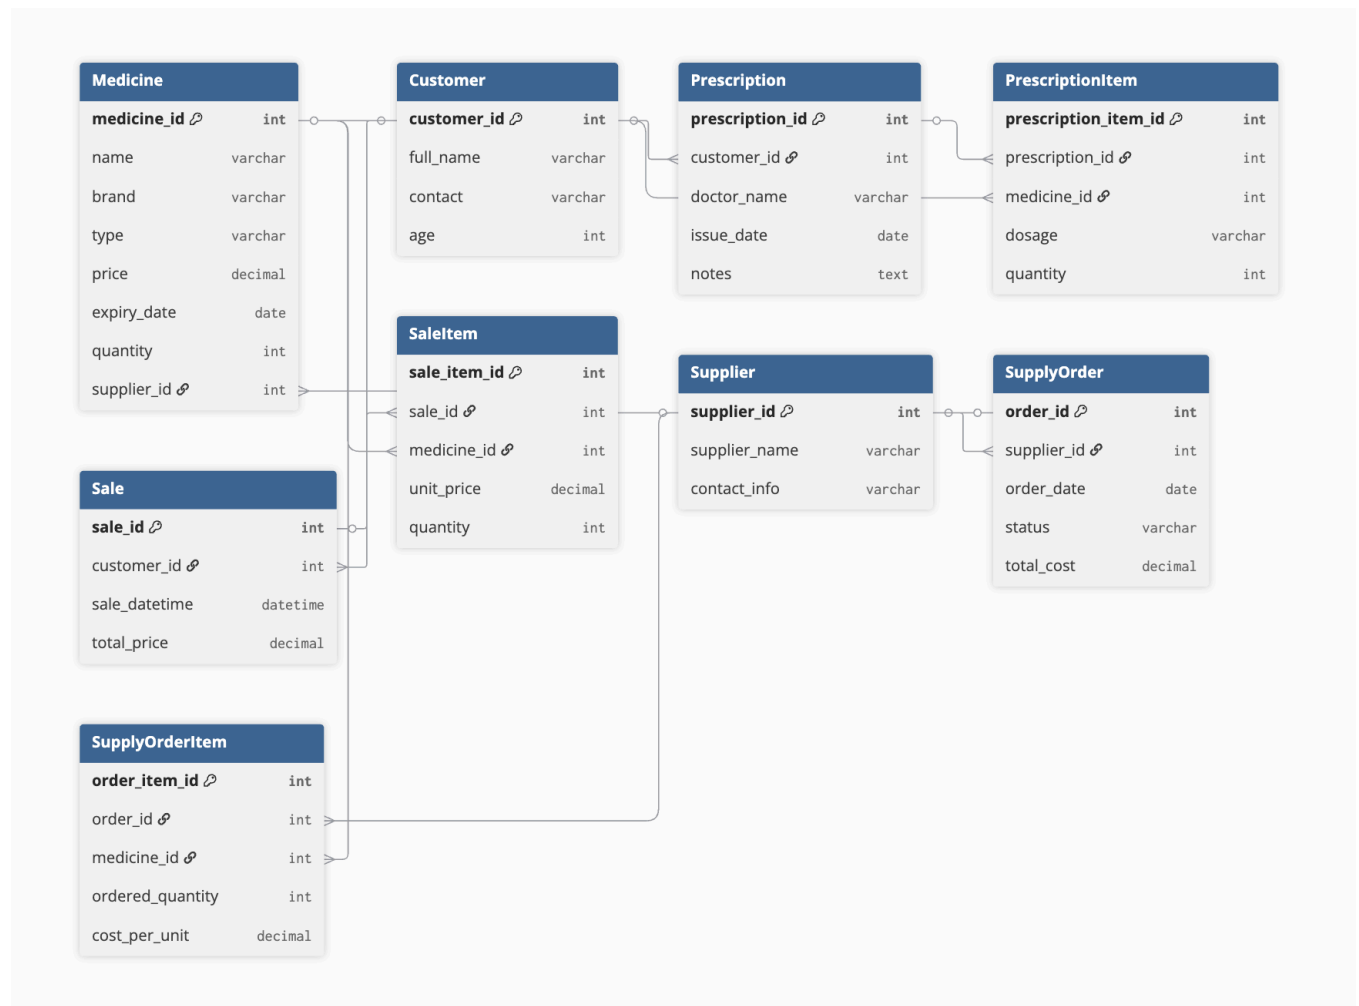 Medicine
medicine_id int
name varchar
brand varchar
type varchar
price decimal
expiry_date date
quantity int
supplier_id int
Customer
customer_id int
full_name varchar
contact varchar
age int
Prescription
prescription_id int
customer_id int
doctor_name varchar
issue_date date
notes text
PrescriptionItem
prescription_item_id int
prescription_id int
medicine_id int
dosage varchar
quantity int
SaleItem
sale_item_id int
sale_id int
medicine_id int
unit_price decimal
quantity int
Supplier
supplier_id int
supplier_name varchar
contact_info varchar
SupplyOrder
order_id int
supplier_id int
order_date date
status varchar
total_cost decimal
Sale
sale_id int
customer_id int
sale_datetime datetime
total_price decimal
SupplyOrderItem
order_item_id int
order_id int
medicine_id int
ordered_quantity int
cost_per_unit decimal